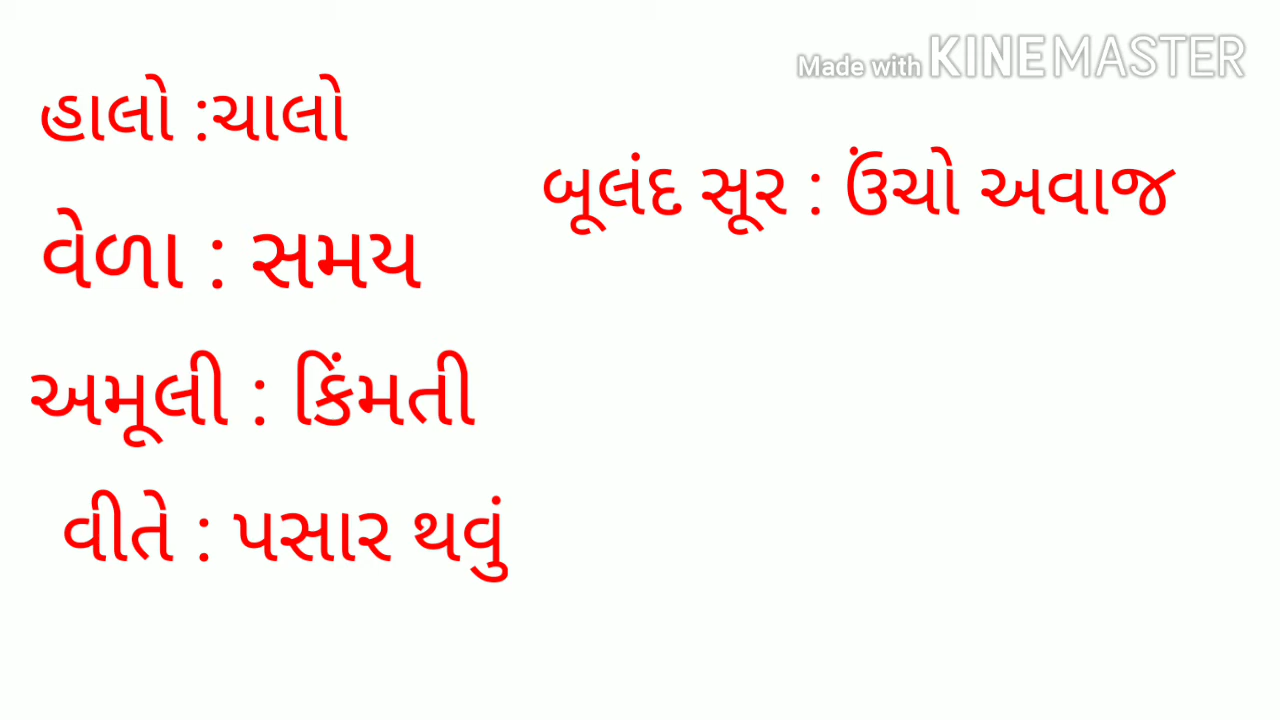 Made with KINEMASTER
હાલો :ચાલો
બૂલંદ સૂર : ઉંચો અવાજ
વેળા : સમય
અમૂલી : કિંમતી
વીતે : પસાર થવું